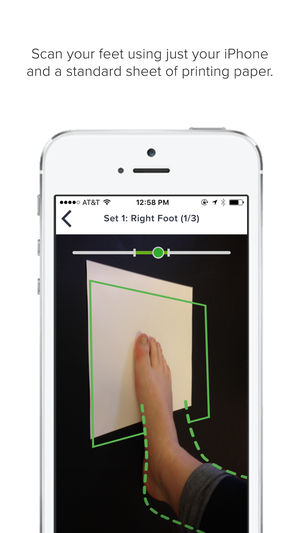 Scan your feet using just your iPhone
and a standard sheet of printing paper.
AT&T 12:58 PM
Set 1: Right Foot (1/3)